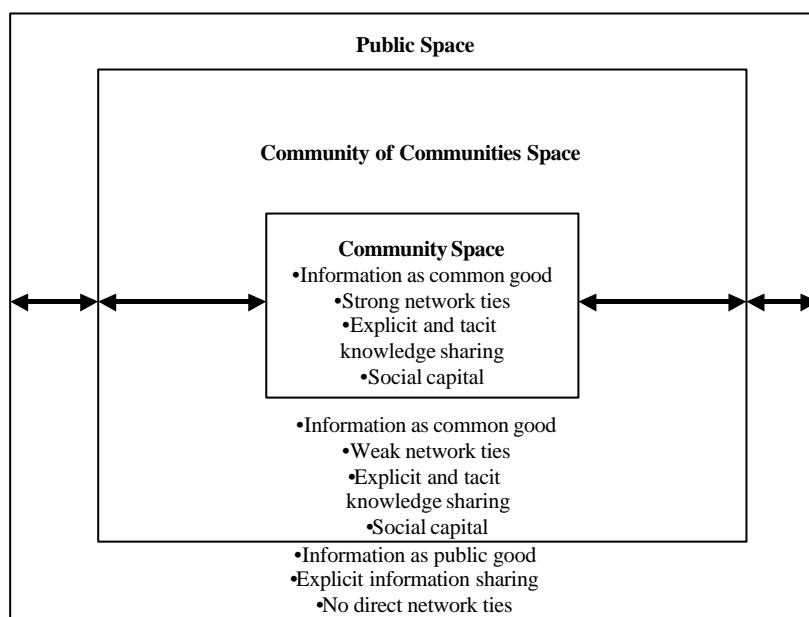 Public Space
Community of Communities Space
Community Space
•Information as common good
•Strong network ties
•Explicit and tacit
knowledge sharing
•Social capital
•Information as common good
•Weak network ties
•Explicit and tacit
knowledge sharing
•Social capital
•Information as public good
•Explicit information sharing
•No direct network ties